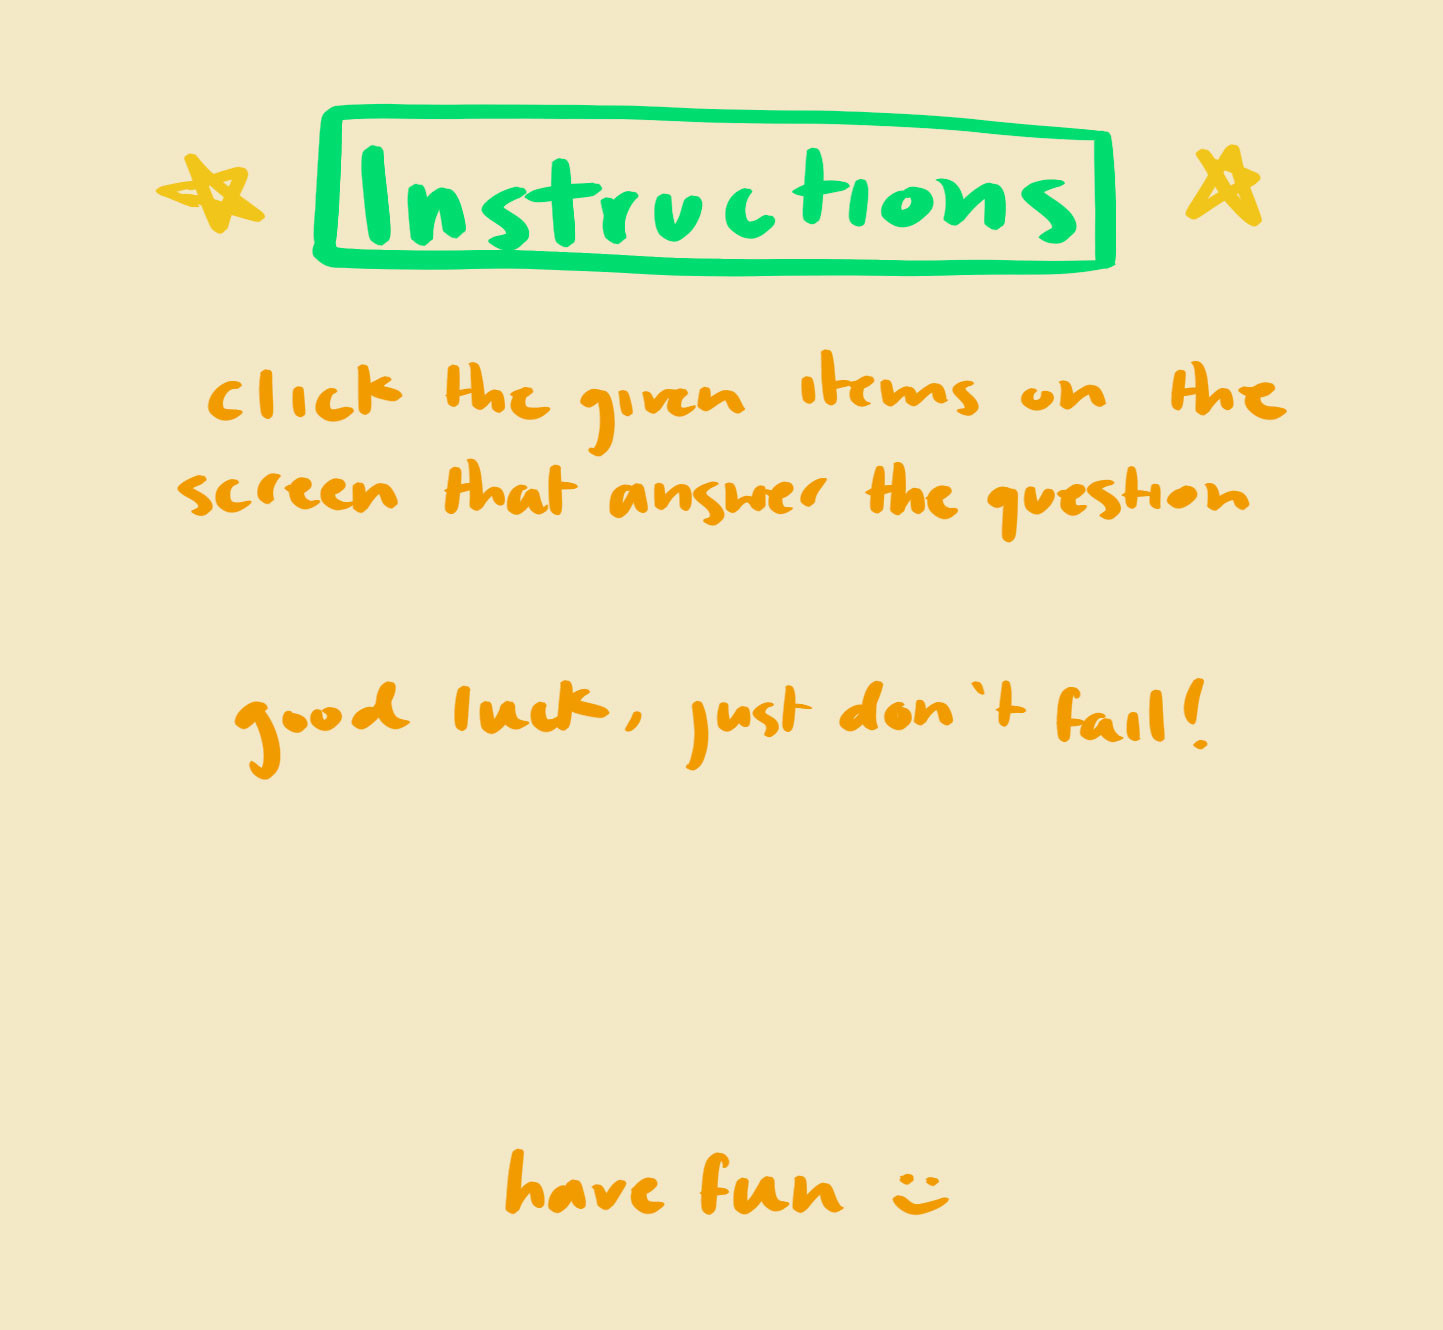 Instructions
click the given items on the
screen that answer the question
good luck, just don't fail!
have fun :)